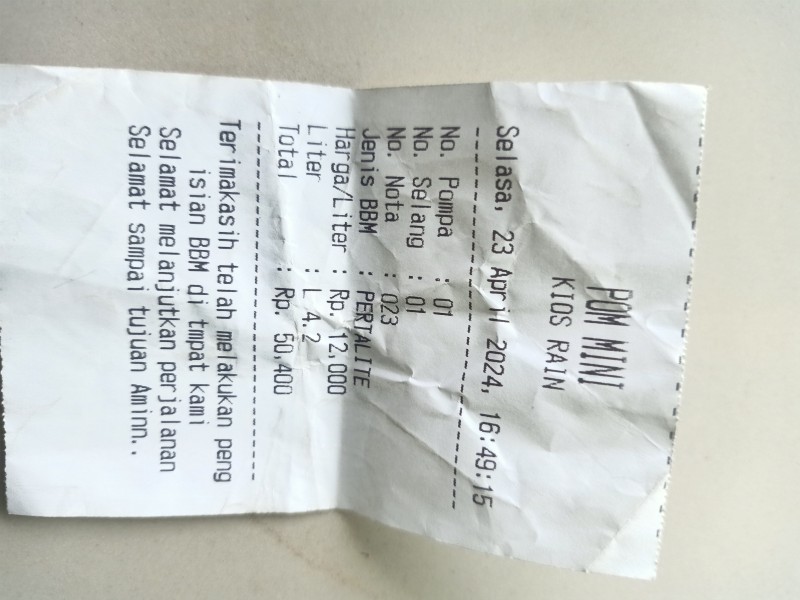 POM MINI
KIOS RAIN
Selasa, 23 April 2024, 16:49:15
--------------------------------
No. Pompa : 01
No. Selang : 01
No. Nota : 023
Jenis BBM : PERTALITE
Harga/Liter : Rp. 12,000
Liter : L 4.2
Total : Rp. 50,400
--------------------------------
Terimakasih telah melakukan peng
isian BBM di tmpat kami
Selamat melanjutkan perjalanan
Selamat sampai tujuan Aminn..